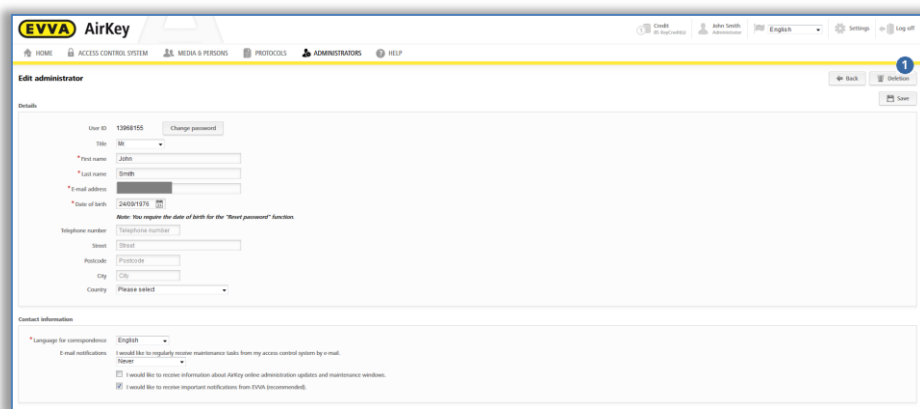 EVVA AirKey
Credit
85 KeyCredit(s)
John Smith
Administrator
English
Settings
Log off
HOME ACCESS CONTROL SYSTEM MEDIA & PERSONS PROTOCOLS ADMINISTRATORS HELP
1
Edit administrator
Back
Deletion
Save
Details
User ID 13968155 Change password
Title Mr
*First name John
*Last name Smith
*E-mail address
*Date of birth 24/09/1976
Note: You require the date of birth for the "Reset password" function.
Telephone number Telephone number
Street Street
Postcode Postcode
City City
Country Please select
Contact information
*Language for correspondence English
E-mail notifications I would like to regularly receive maintenance tasks from my access control system by e-mail.
Never
I would like to receive information about AirKey online administration updates and maintenance windows.
I would like to receive important notifications from EVVA (recommended).